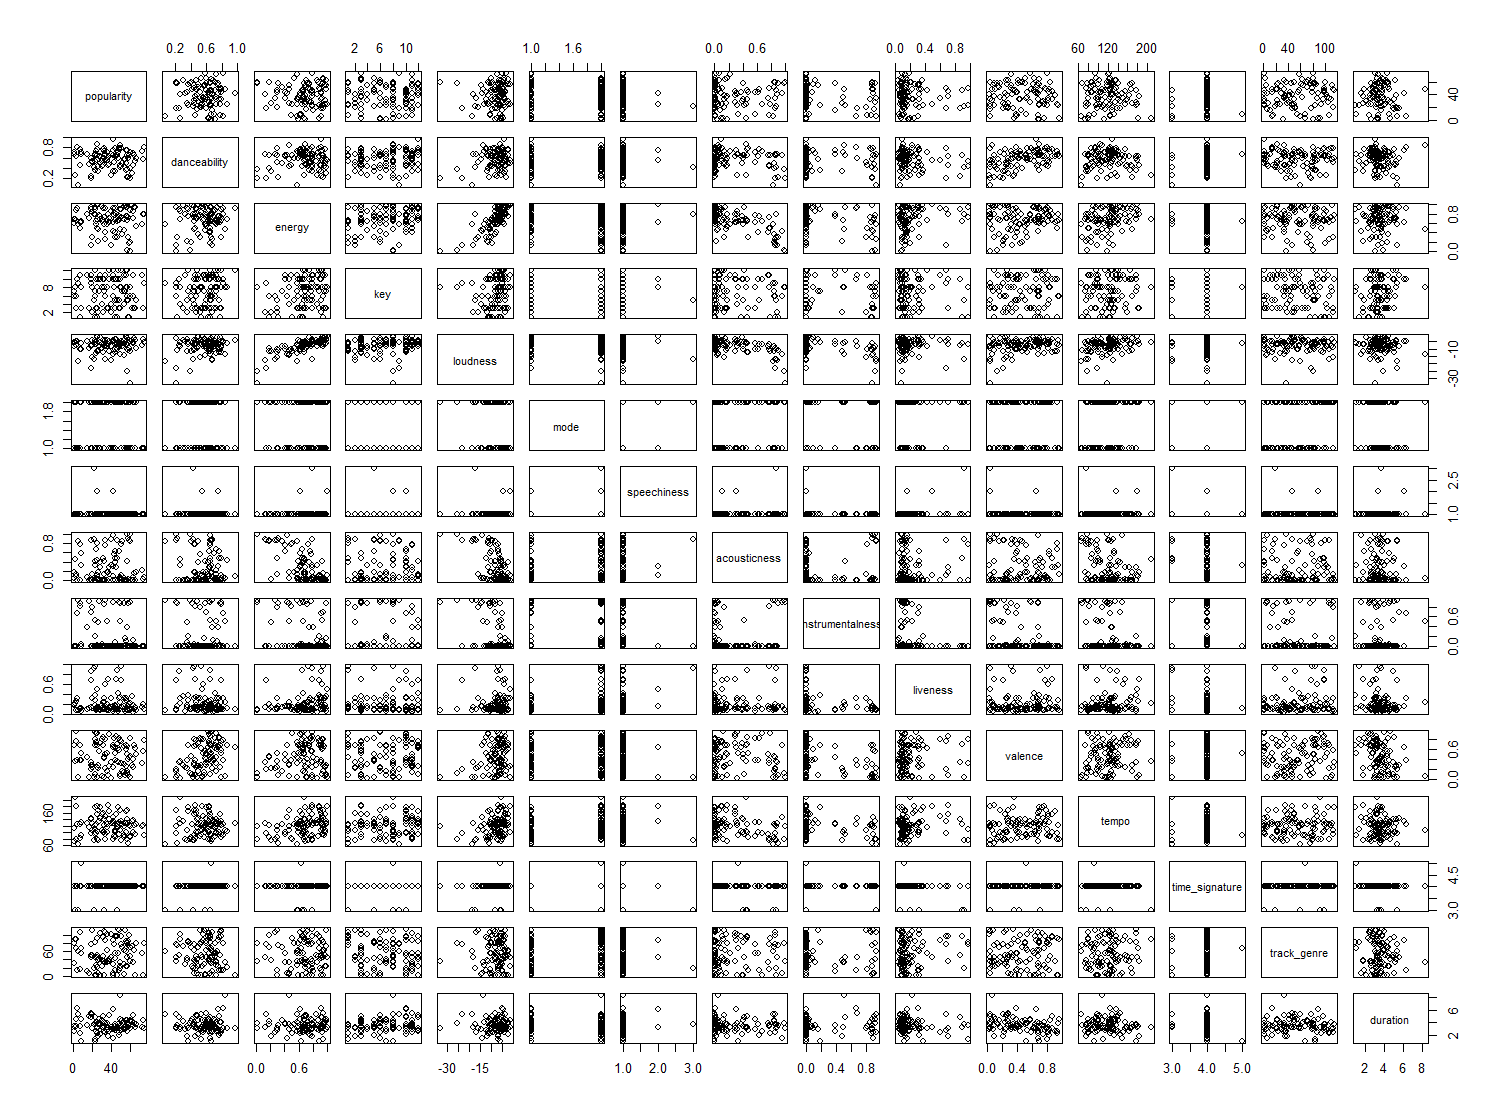 0.2 0.6 1.0 2 6 10 1.0 1.6 0.0 0.6 0.0 0.4 0.8 60 140 200 0 40 100
popularity 0 40
0.2 0.8 danceability
energy 0.0 0.8
2 8 key
loudness -30 -10
1.0 1.8 mode
speechiness 1.0 2.5
0.0 0.8 acousticness
nstrumentalness 0.0 0.6
0.0 0.6 liveness
valence 0.0 0.6
60 160 tempo
time_signature 3.0 4.5
0 60 track_genre
duration 2 6
0 40 0.0 0.6 -30 -15 1.0 2.0 3.0 0.0 0.4 0.8 0.0 0.4 0.8 3.0 4.0 5.0 2 4 6 8